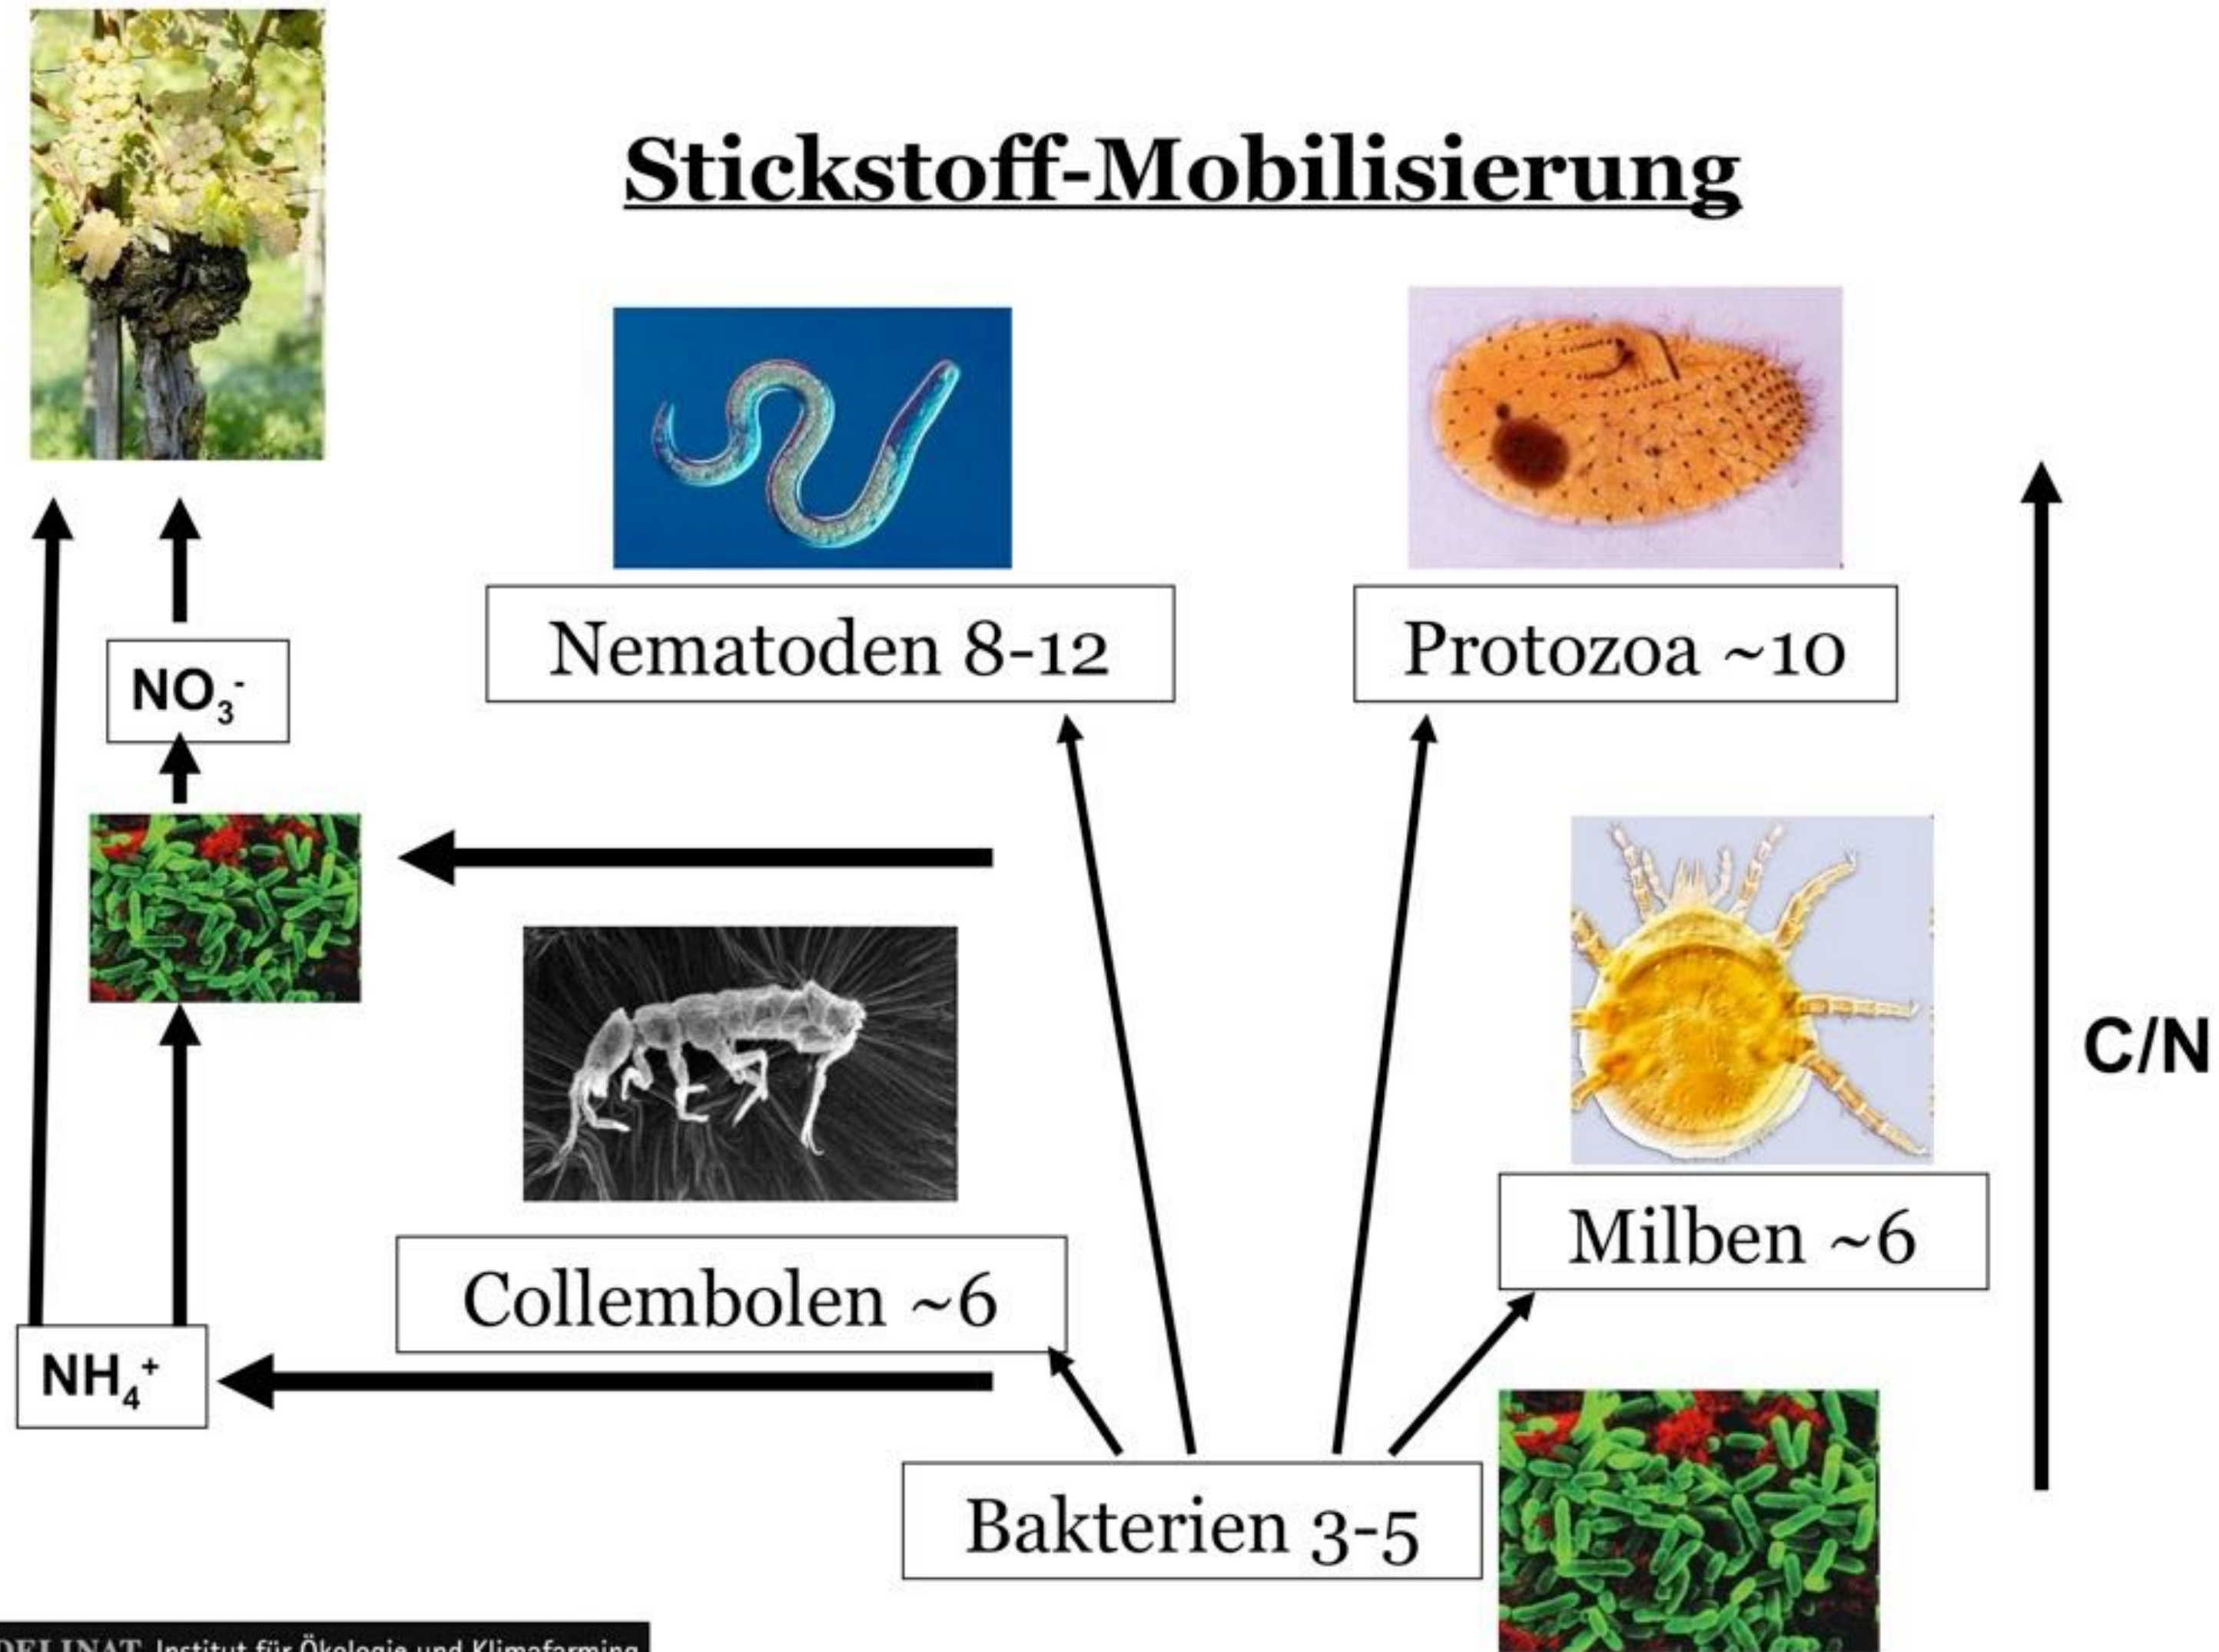 Stickstoff-Mobilisierung
Nematoden 8-12
Protozoa ~10
NO₃⁻
C/N
Milben ~6
Collembolen ~6
NH₄⁺
Bakterien 3-5
Institut für Ökologie und Klimafarming